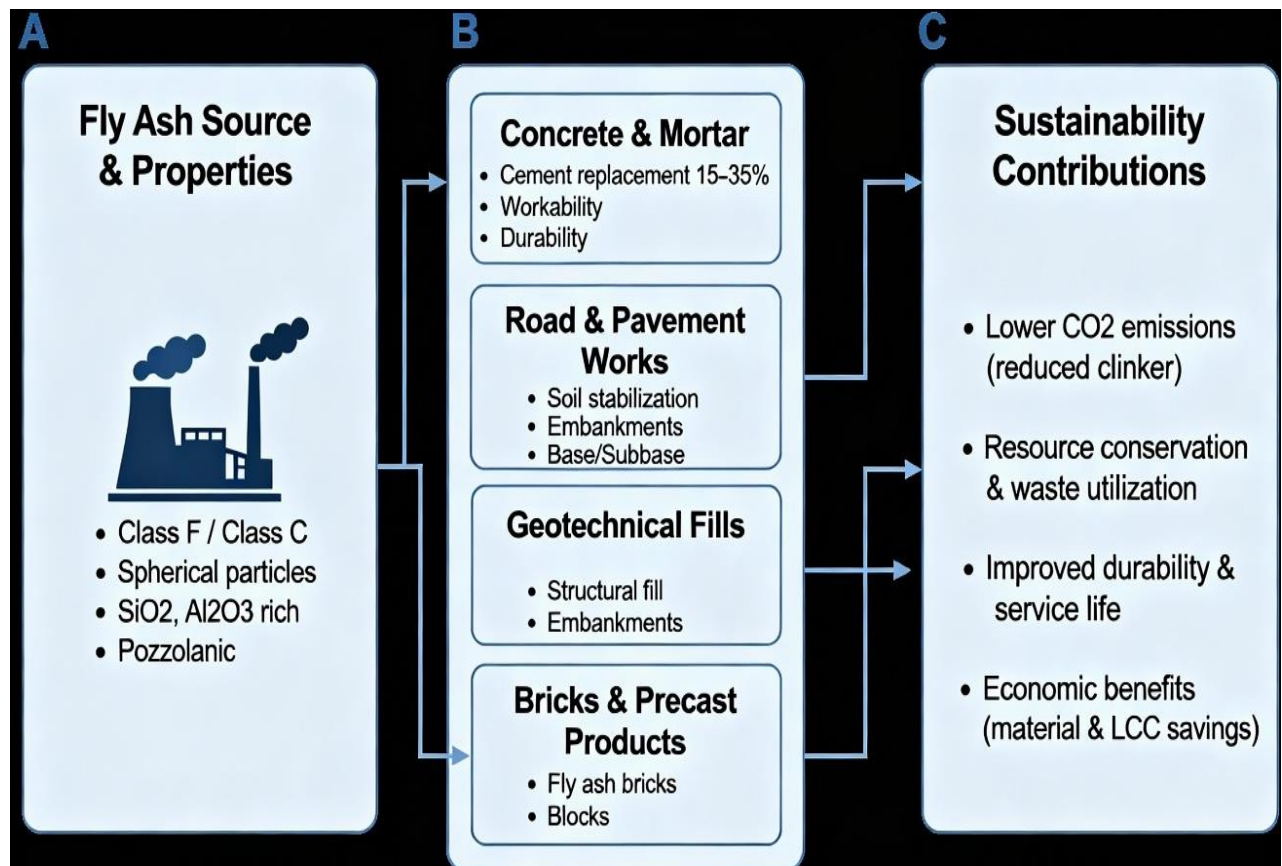 A
Fly Ash Source
& Properties
• Class F / Class C
• Spherical particles
• SiO2, Al2O3 rich
• Pozzolanic
B
Concrete & Mortar
• Cement replacement 15–35%
• Workability
• Durability
Road & Pavement
Works
• Soil stabilization
• Embankments
• Base/Subbase
Geotechnical Fills
• Structural fill
• Embankments
Bricks & Precast
Products
• Fly ash bricks
• Blocks
C
Sustainability
Contributions
• Lower CO2 emissions
(reduced clinker)
• Resource conservation
& waste utilization
• Improved durability &
service life
• Economic benefits
(material & LCC savings)